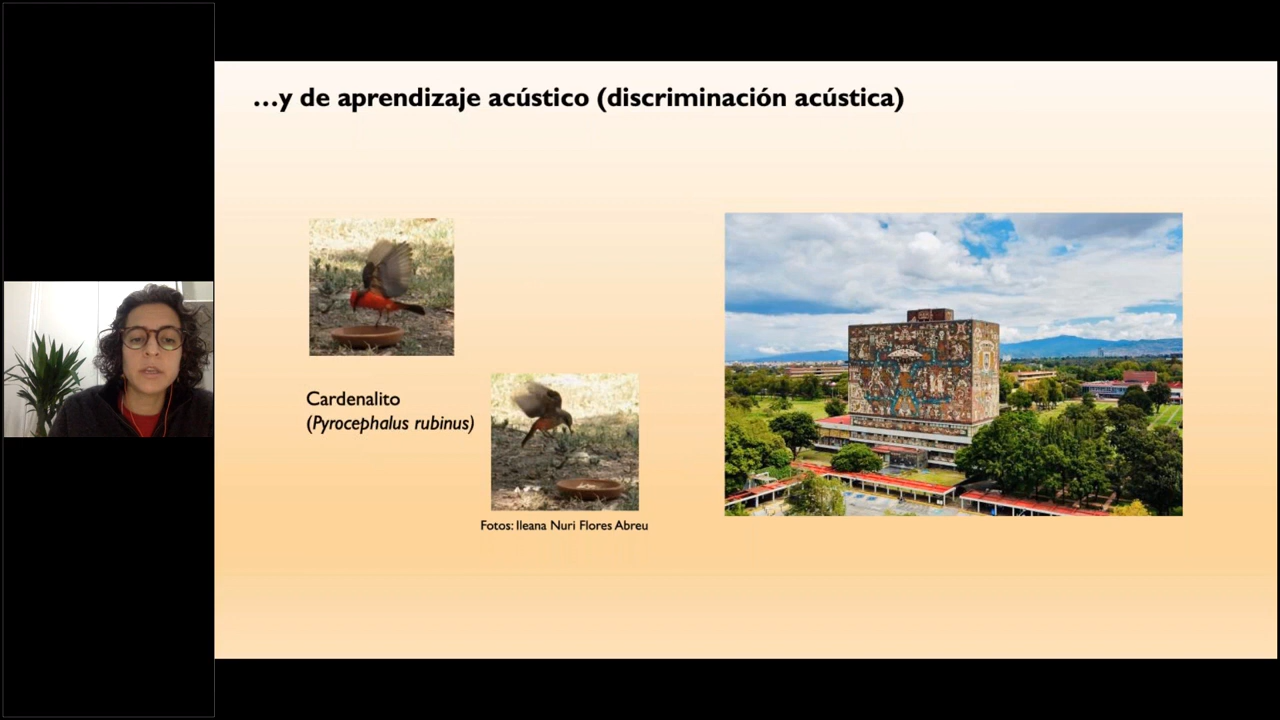 …y de aprendizaje acústico (discriminación acústica)
Cardenalito
(Pyrocephalus rubinus)
Fotos: Ileana Nuri Flores Abreu